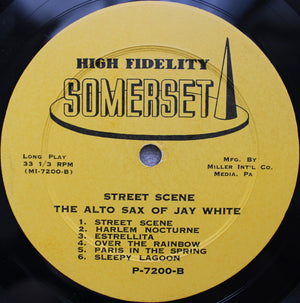 HIGH FIDELITY
SOMERSET
LONG PLAY
33 1/3 RPM
(MI-7200-B)
MFG. BY
MILLER INT'L CO.
MEDIA, PA
STREET SCENE
THE ALTO SAX OF JAY WHITE
1. STREET SCENE
2. HARLEM NOCTURNE
3. ESTRELLITA
4. OVER THE RAINBOW
5. PARIS IN THE SPRING
6. SLEEPY LAGOON
P-7200-B